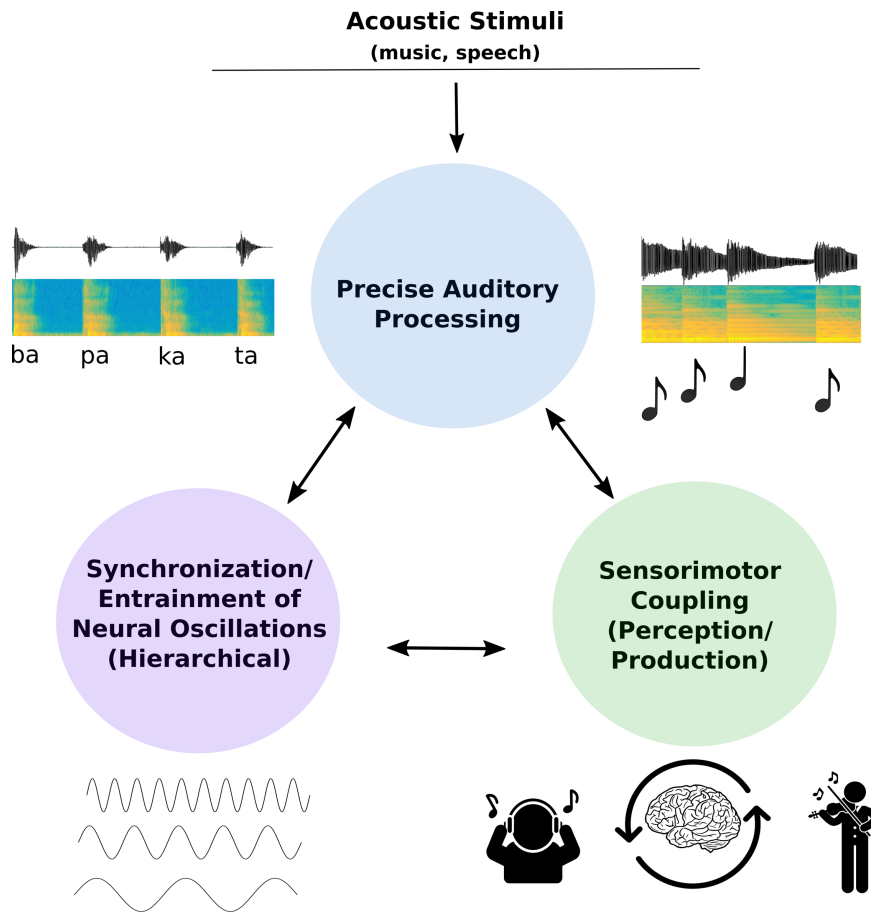 Acoustic Stimuli
(music, speech)
Precise Auditory
Processing
ba pa ka ta
Synchronization/
Entrainment of
Neural Oscillations
(Hierarchical)
Sensorimotor
Coupling
(Perception/
Production)